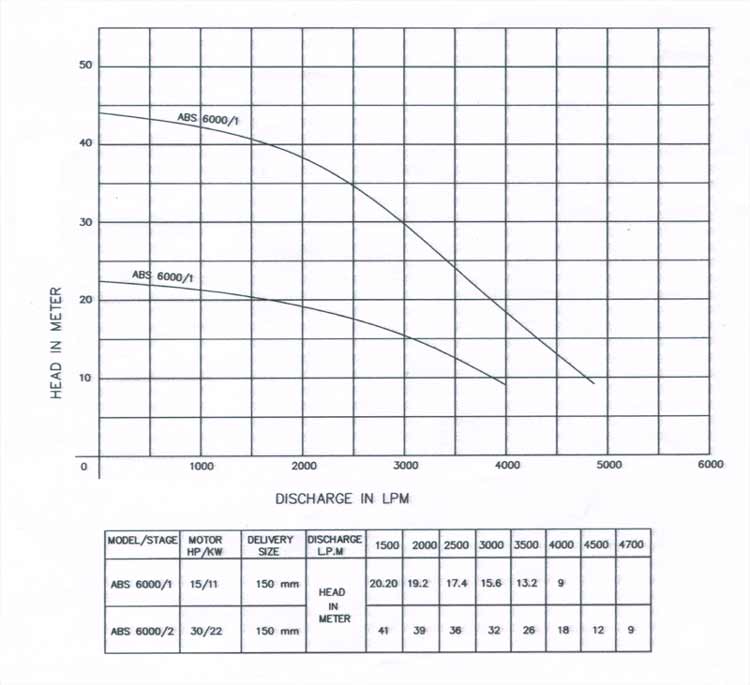 50
ABS 6000/1
40
30
ABS 6000/1
20
HEAD IN METER
10
0 1000 2000 3000 4000 5000 6000
DISCHARGE IN LPM
MODEL/STAGE MOTOR HP/KW DELIVERY SIZE DISCHARGE L.P.M 1500 2000 2500 3000 3500 4000 4500 4700
ABS 6000/1 15/11 150 mm HEAD IN METER 20.20 19.2 17.4 15.6 13.2 9
ABS 6000/2 30/22 150 mm 41 39 36 32 26 18 12 9